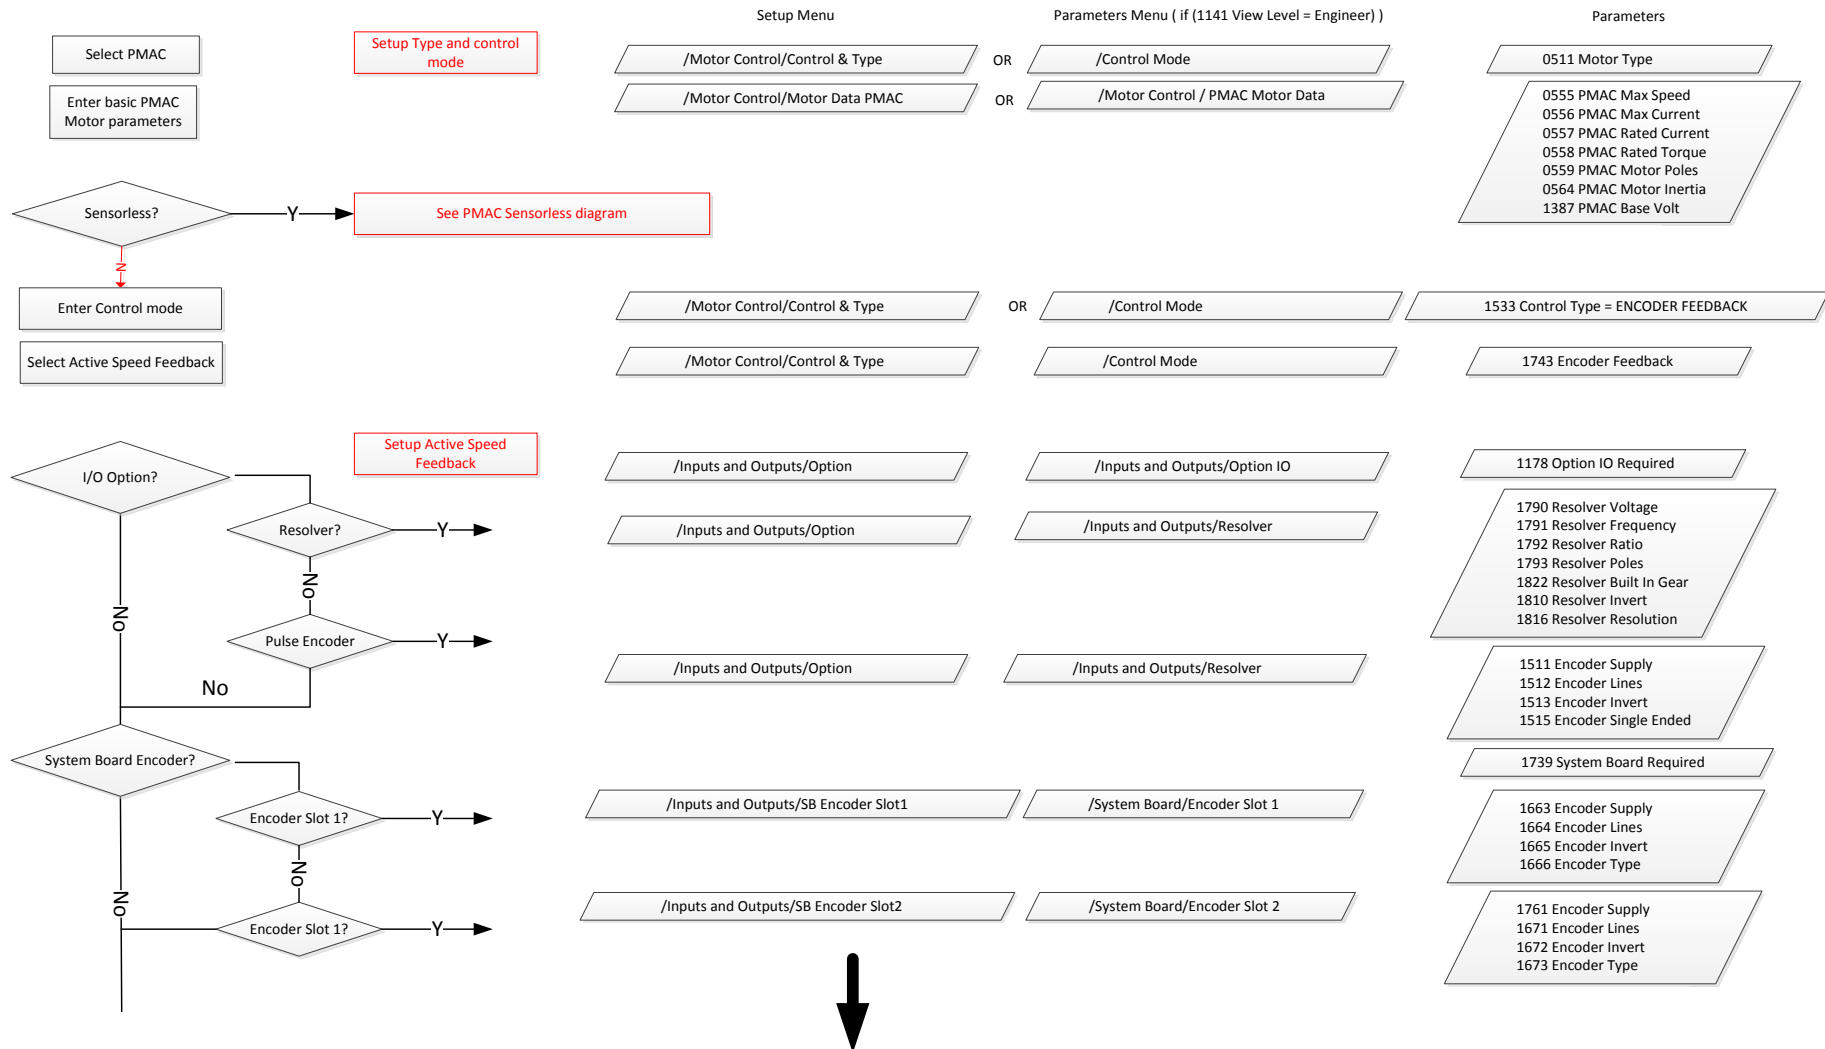 Setup Menu
Parameters Menu ( if (1141 View Level = Engineer) )
Parameters
Select PMAC
Setup Type and control
mode
/Motor Control/Control & Type
OR
/Control Mode
0511 Motor Type
Enter basic PMAC
Motor parameters
/Motor Control/Motor Data PMAC
OR
/Motor Control / PMAC Motor Data
0555 PMAC Max Speed
0556 PMAC Max Current
0557 PMAC Rated Current
0558 PMAC Rated Torque
0559 PMAC Motor Poles
0564 PMAC Motor Inertia
1387 PMAC Base Volt
Sensorless?
Y
See PMAC Sensorless diagram
N
Enter Control mode
/Motor Control/Control & Type
OR
/Control Mode
1533 Control Type = ENCODER FEEDBACK
Select Active Speed Feedback
/Motor Control/Control & Type
/Control Mode
1743 Encoder Feedback
I/O Option?
Setup Active Speed
Feedback
/Inputs and Outputs/Option
/Inputs and Outputs/Option IO
1178 Option IO Required
Resolver?
Y
/Inputs and Outputs/Option
/Inputs and Outputs/Resolver
1790 Resolver Voltage
1791 Resolver Frequency
1792 Resolver Ratio
1793 Resolver Poles
1822 Resolver Built In Gear
1810 Resolver Invert
1816 Resolver Resolution
No
No
Pulse Encoder
Y
/Inputs and Outputs/Option
/Inputs and Outputs/Resolver
1511 Encoder Supply
1512 Encoder Lines
1513 Encoder Invert
1515 Encoder Single Ended
No
System Board Encoder?
1739 System Board Required
Encoder Slot 1?
Y
/Inputs and Outputs/SB Encoder Slot1
/System Board/Encoder Slot 1
1663 Encoder Supply
1664 Encoder Lines
1665 Encoder Invert
1666 Encoder Type
No
No
Encoder Slot 1?
Y
/Inputs and Outputs/SB Encoder Slot2
/System Board/Encoder Slot 2
1761 Encoder Supply
1671 Encoder Lines
1672 Encoder Invert
1673 Encoder Type